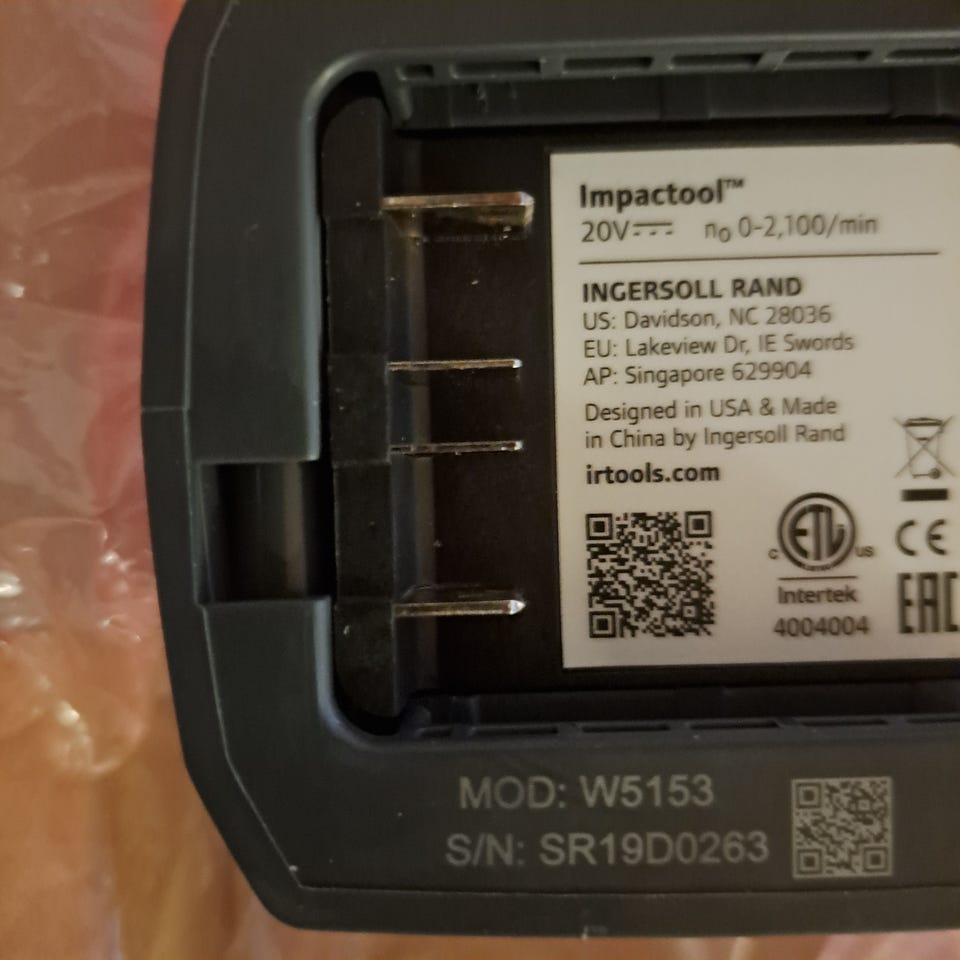 Impactool™
20V⎓ n₀ 0-2,100/min
INGERSOLL RAND
US: Davidson, NC 28036
EU: Lakeview Dr, IE Swords
AP: Singapore 629904
Designed in USA & Made
in China by Ingersoll Rand
irtools.com
C ETL US
CE
Intertek
EAC
4004004
MOD: W5153
S/N: SR19D0263